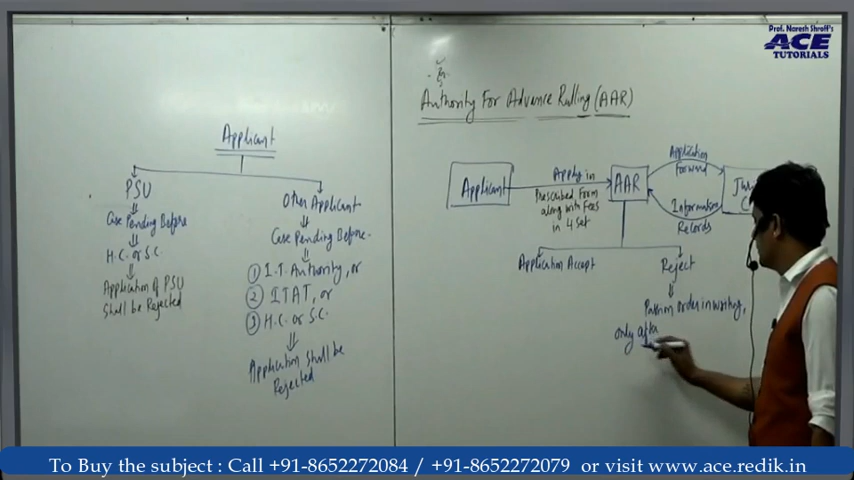 Prof. Naresh Shroff's
ACE
TUTORIALS
Applicant
PSU
Case Pending Before
H.C. or S.C.
Application of PSU
Shall be Rejected
Other Applicant
Case Pending Before
① I.T. Authority, or
② ITAT, or
③ H.C. or S.C.
Application Shall be
Rejected
Authority For Advance Rulling (AAR)
Applicant
Apply in
Prescribed Form
along with Fees
in 4 set
AAR
Application
Forward
Information
Records
Application Accept
Reject
order in writing,
only after
To Buy the subject : Call +91-8652272084 / +91-8652272079 or visit www.ace.redik.in